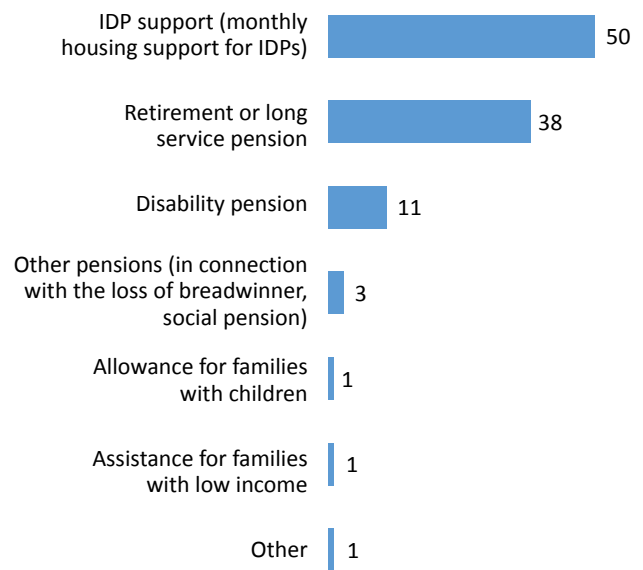 IDP support (monthly
housing support for IDPs)
50
Retirement or long
service pension
38
Disability pension
11
Other pensions (in connection
with the loss of breadwinner,
social pension)
3
Allowance for families
with children
1
Assistance for families
with low income
1
Other
1